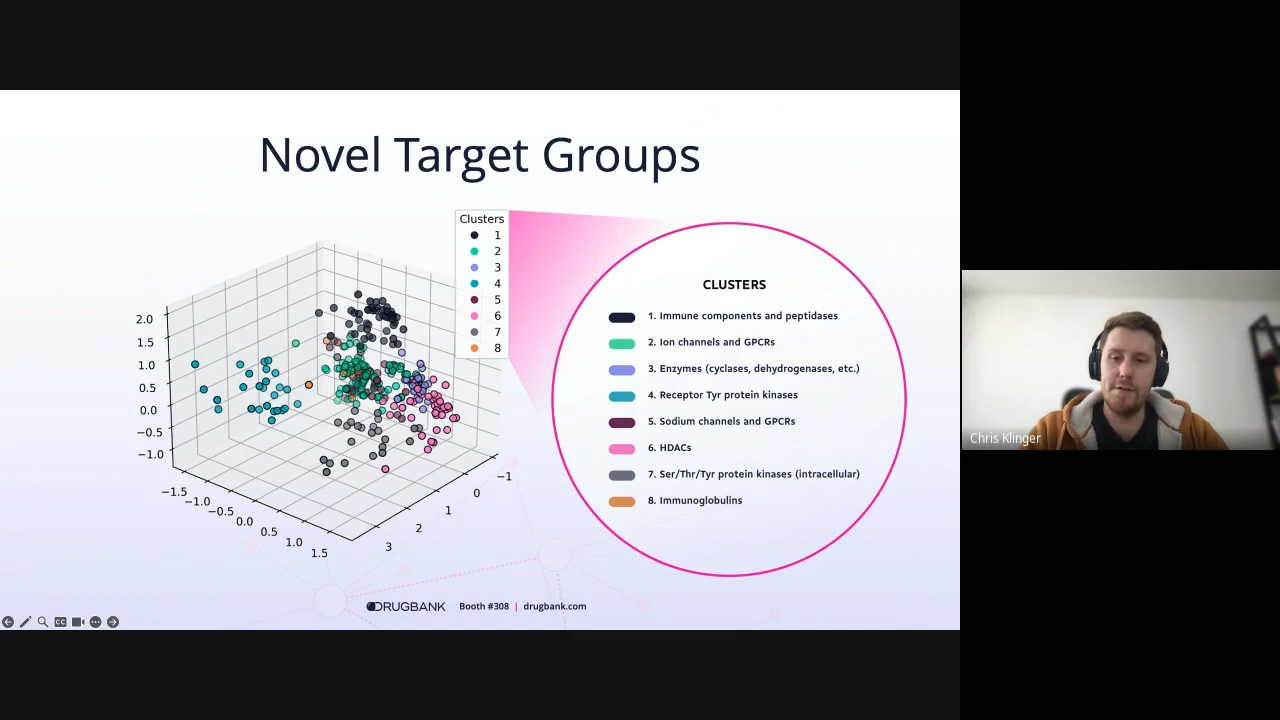 Novel Target Groups
Clusters
1
2
3
4
5
6
7
8
2.0
1.5
1.0
0.5
0.0
−0.5
−1.0
−1.5
−1.0
−0.5
0.0
0.5
1.0
1.5
3
2
1
0
−1
CLUSTERS
1. Immune components and peptidases
2. Ion channels and GPCRs
3. Enzymes (cyclases, dehydrogenases, etc.)
4. Receptor Tyr protein kinases
5. Sodium channels and GPCRs
6. HDACs
7. Ser/Thr/Tyr protein kinases (intracellular)
8. Immunoglobulins
DRUGBANK Booth #308 | drugbank.com
CC
Chris Klinger